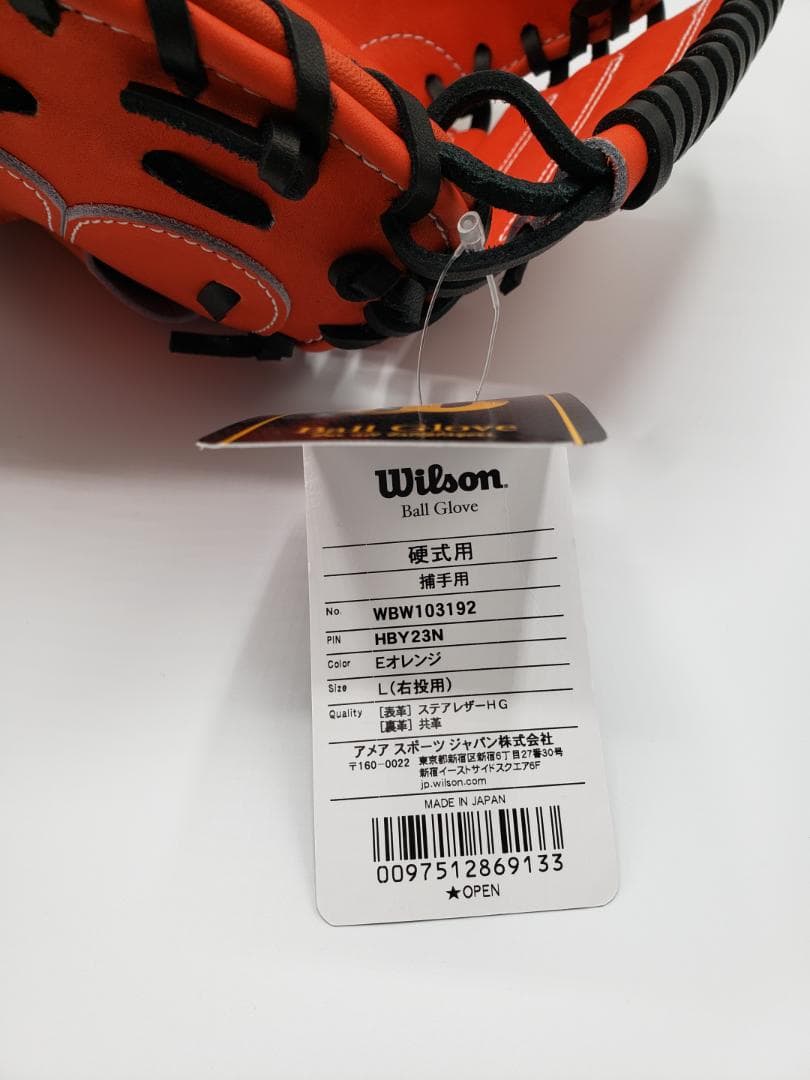 Ball Glove
Wilson
Ball Glove
硬式用
捕手用
No. WBW103192
PIN HBY23N
Color Eオレンジ
Size L(右投用)
Quality [表革] ステアレザーHG
[裏革] 共革
アメア スポーツ ジャパン株式会社
〒160-0022 東京都新宿区新宿6丁目27番30号
新宿イーストサイドスクエア6F
jp.wilson.com
MADE IN JAPAN
0097512869133
★OPEN